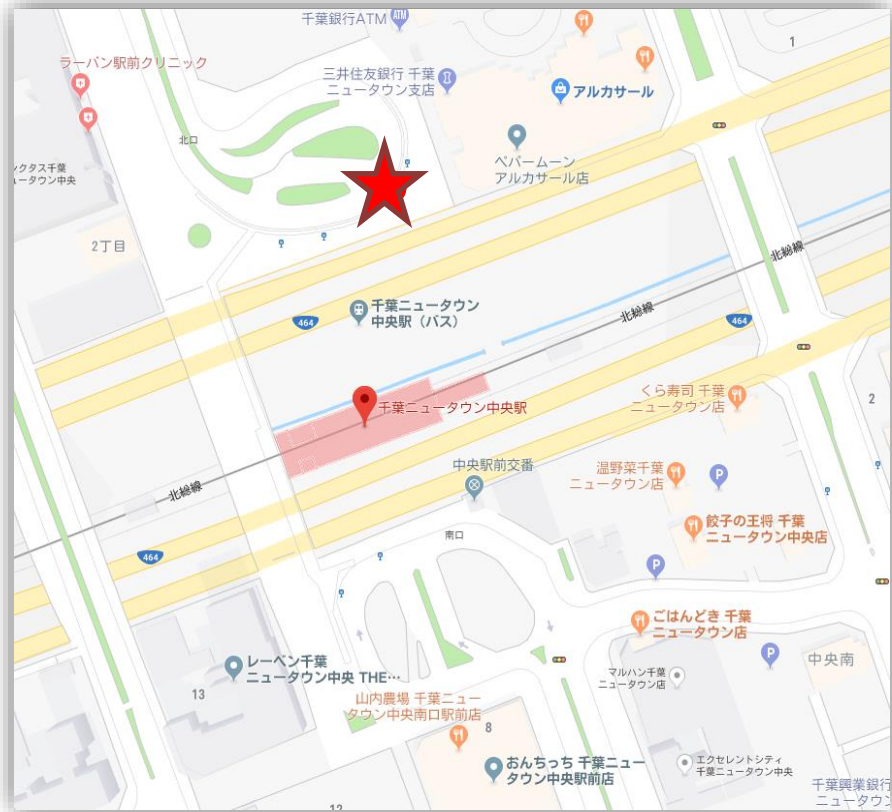 千葉銀行ATM
ATM
ラーバン駅前クリニック
三井住友銀行 千葉
ニュータウン支店
アルカサール
1
北口
ペパームーン
アルカサール店
ックタス千葉
ュータウン中央
2丁目
北総線
464
千葉ニュータウン
中央駅（バス）
北総線
464
千葉ニュータウン中央駅
くら寿司 千葉
ニュータウン店
2
北総線
中央駅前交番
温野菜千葉
ニュータウン店
P
餃子の王将 千葉
ニュータウン中央店
南口
464
P
ごはんどき 千葉
ニュータウン店
レーベン千葉
ニュータウン中央 THE…
マルハン千葉
ニュータウン店
P
中央南
13
山内農場 千葉ニュー
タウン中央南口駅前店
8
おんちっち 千葉ニュー
タウン中央駅前店
エクセレントシティ
千葉ニュータウン中央
千葉興業銀行
ニュータウン
12